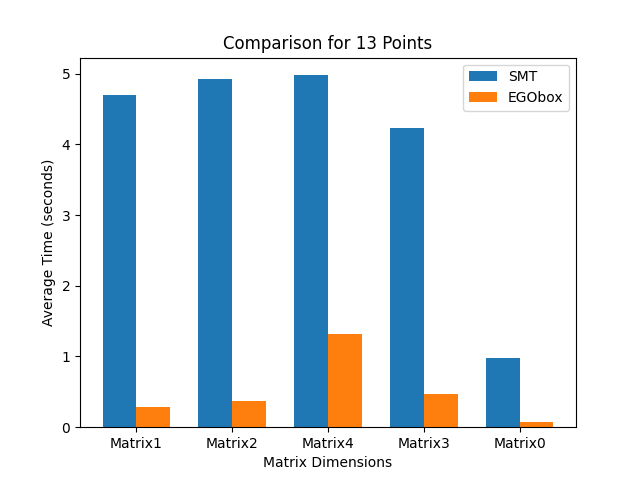 Comparison for 13 Points
SMT
EGObox
Average Time (seconds)
5
4
3
2
1
0
Matrix1 Matrix2 Matrix4 Matrix3 Matrix0
Matrix Dimensions